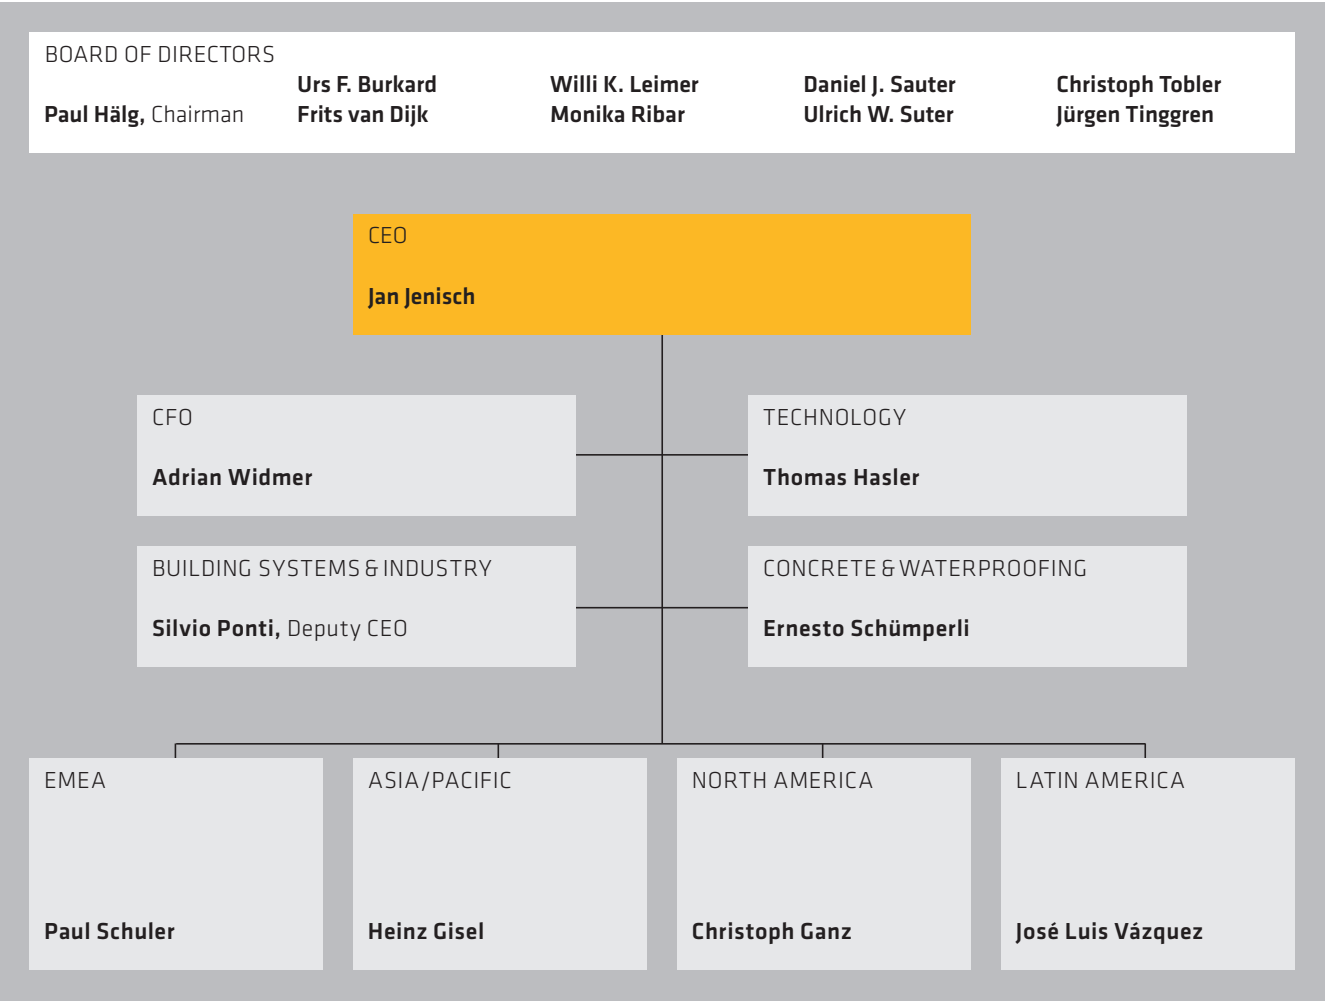 BOARD OF DIRECTORS
Urs F. Burkard Willi K. Leimer Daniel J. Sauter Christoph Tobler
Paul Hälg, Chairman Frits van Dijk Monika Ribar Ulrich W. Suter Jürgen Tinggren
CEO
Jan Jenisch
CFO
Adrian Widmer
TECHNOLOGY
Thomas Hasler
BUILDING SYSTEMS & INDUSTRY
Silvio Ponti, Deputy CEO
CONCRETE & WATERPROOFING
Ernesto Schümperli
EMEA
Paul Schuler
ASIA/PACIFIC
Heinz Gisel
NORTH AMERICA
Christoph Ganz
LATIN AMERICA
José Luis Vázquez